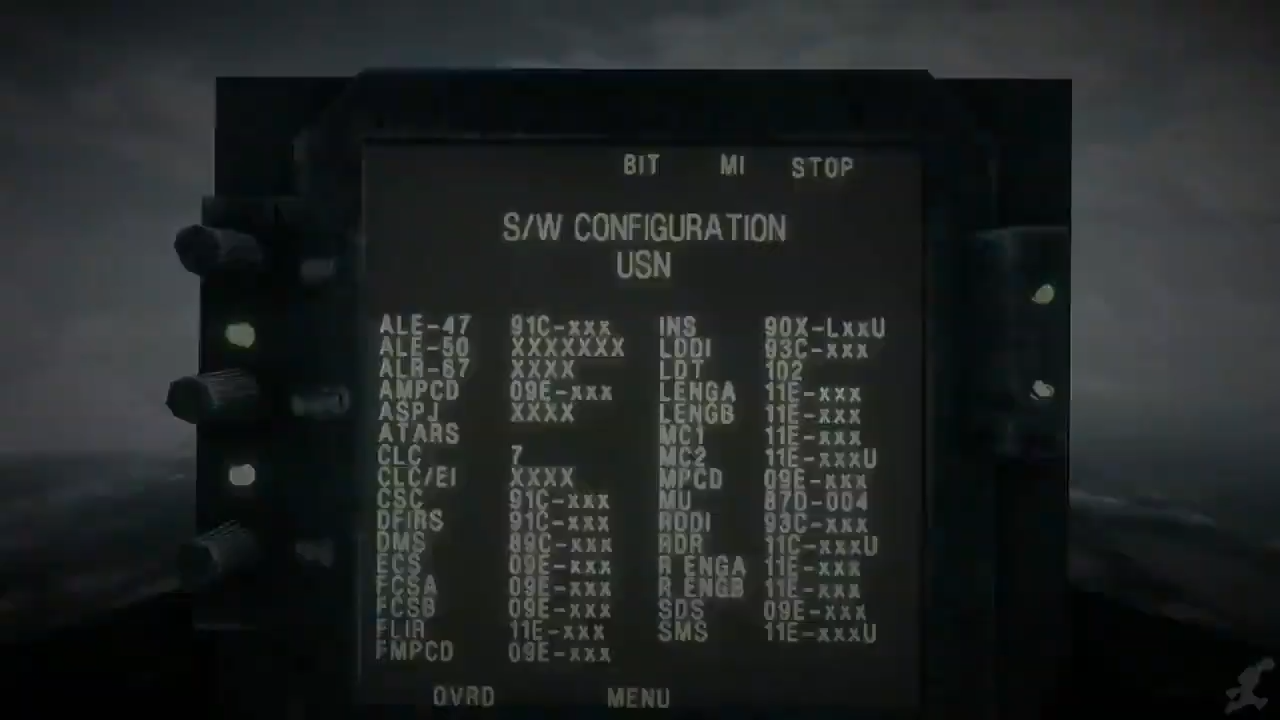 BIT MI STOP
S/W CONFIGURATION
USN
ALE-47 91C-xxx INS 90X-LxxU
ALE-50 XXXXXXX LDDI 93C-xxx
ALR-67 XXXX LDT 102
AMPCD 09E-xxx LENGA 11E-xxx
ASPJ XXXX LENGB 11E-xxx
ATARS MC1 11E-xxx
CLC 7 MC2 11E-xxxU
CLC/EI XXXX MPCD 09E-xxx
CSC 91C-xxx MU 87D-004
DFIRS 91C-xxx RDDI 93C-xxx
DMS 89C-xxx RDR 11C-xxxU
ECS 09E-xxx R ENGA 11E-xxx
FCSA 09E-xxx R ENGB 11E-xxx
FCSB 09E-xxx SDS 09E-xxx
FLIR 11E-xxx SMS 11E-xxxU
FMPCD 09E-xxx
OVRD MENU